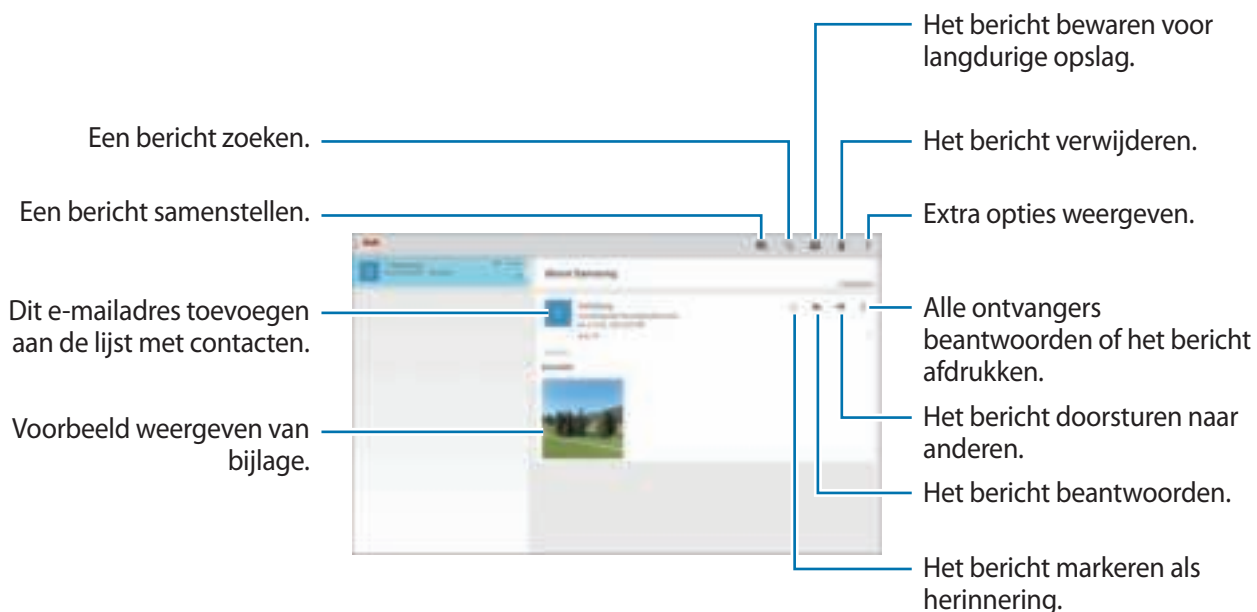 Het bericht bewaren voor
langdurige opslag.
Een bericht zoeken.
Het bericht verwijderen.
Een bericht samenstellen.
Extra opties weergeven.
Dit e-mailadres toevoegen
aan de lijst met contacten.
Alle ontvangers
beantwoorden of het bericht
afdrukken.
Voorbeeld weergeven van
bijlage.
Het bericht doorsturen naar
anderen.
Het bericht beantwoorden.
Het bericht markeren als
herinnering.